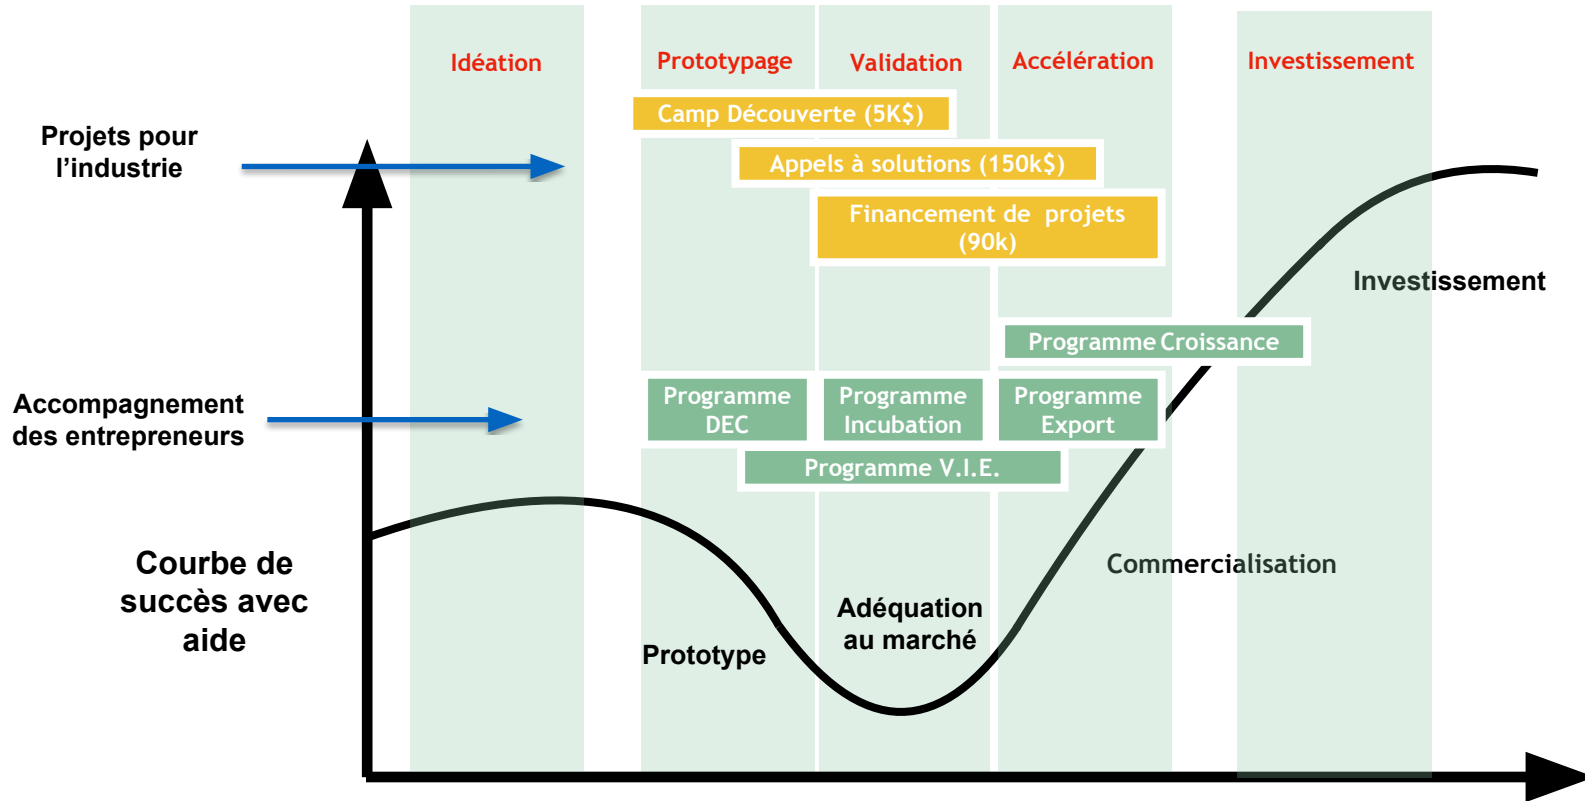 Idéation
Prototypage
Validation
Accélération
Investissement
Camp Découverte (5K$)
Projets pour
l’industrie
Appels à solutions (150k$)
Financement de projets
(90k)
Investissement
Programme Croissance
Accompagnement
des entrepreneurs
Programme
DEC
Programme
Incubation
Programme
Export
Programme V.I.E.
Courbe de
succès avec
aide
Commercialisation
Adéquation
au marché
Prototype